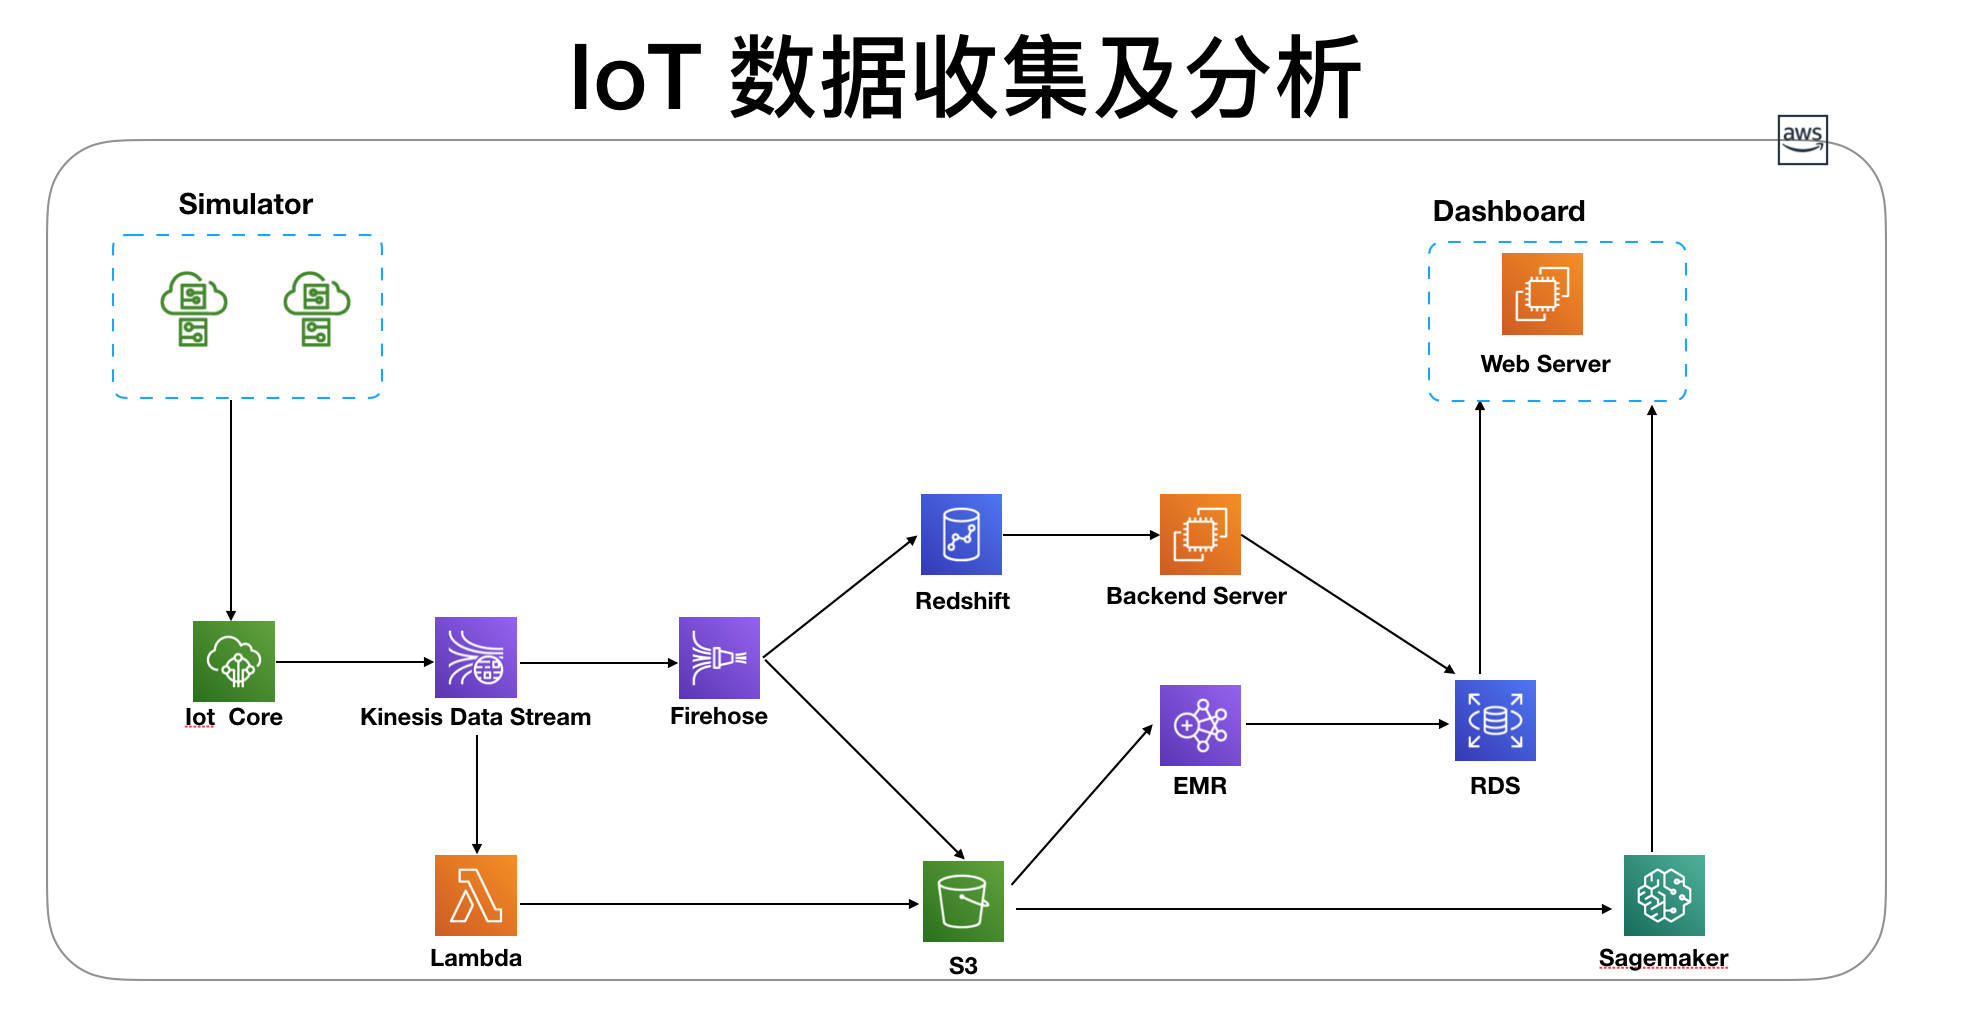 IoT 数据收集及分析
aws
Simulator
Dashboard
Web Server
Redshift
Backend Server
Iot Core
Kinesis Data Stream
Firehose
EMR
RDS
Lambda
S3
Sagemaker